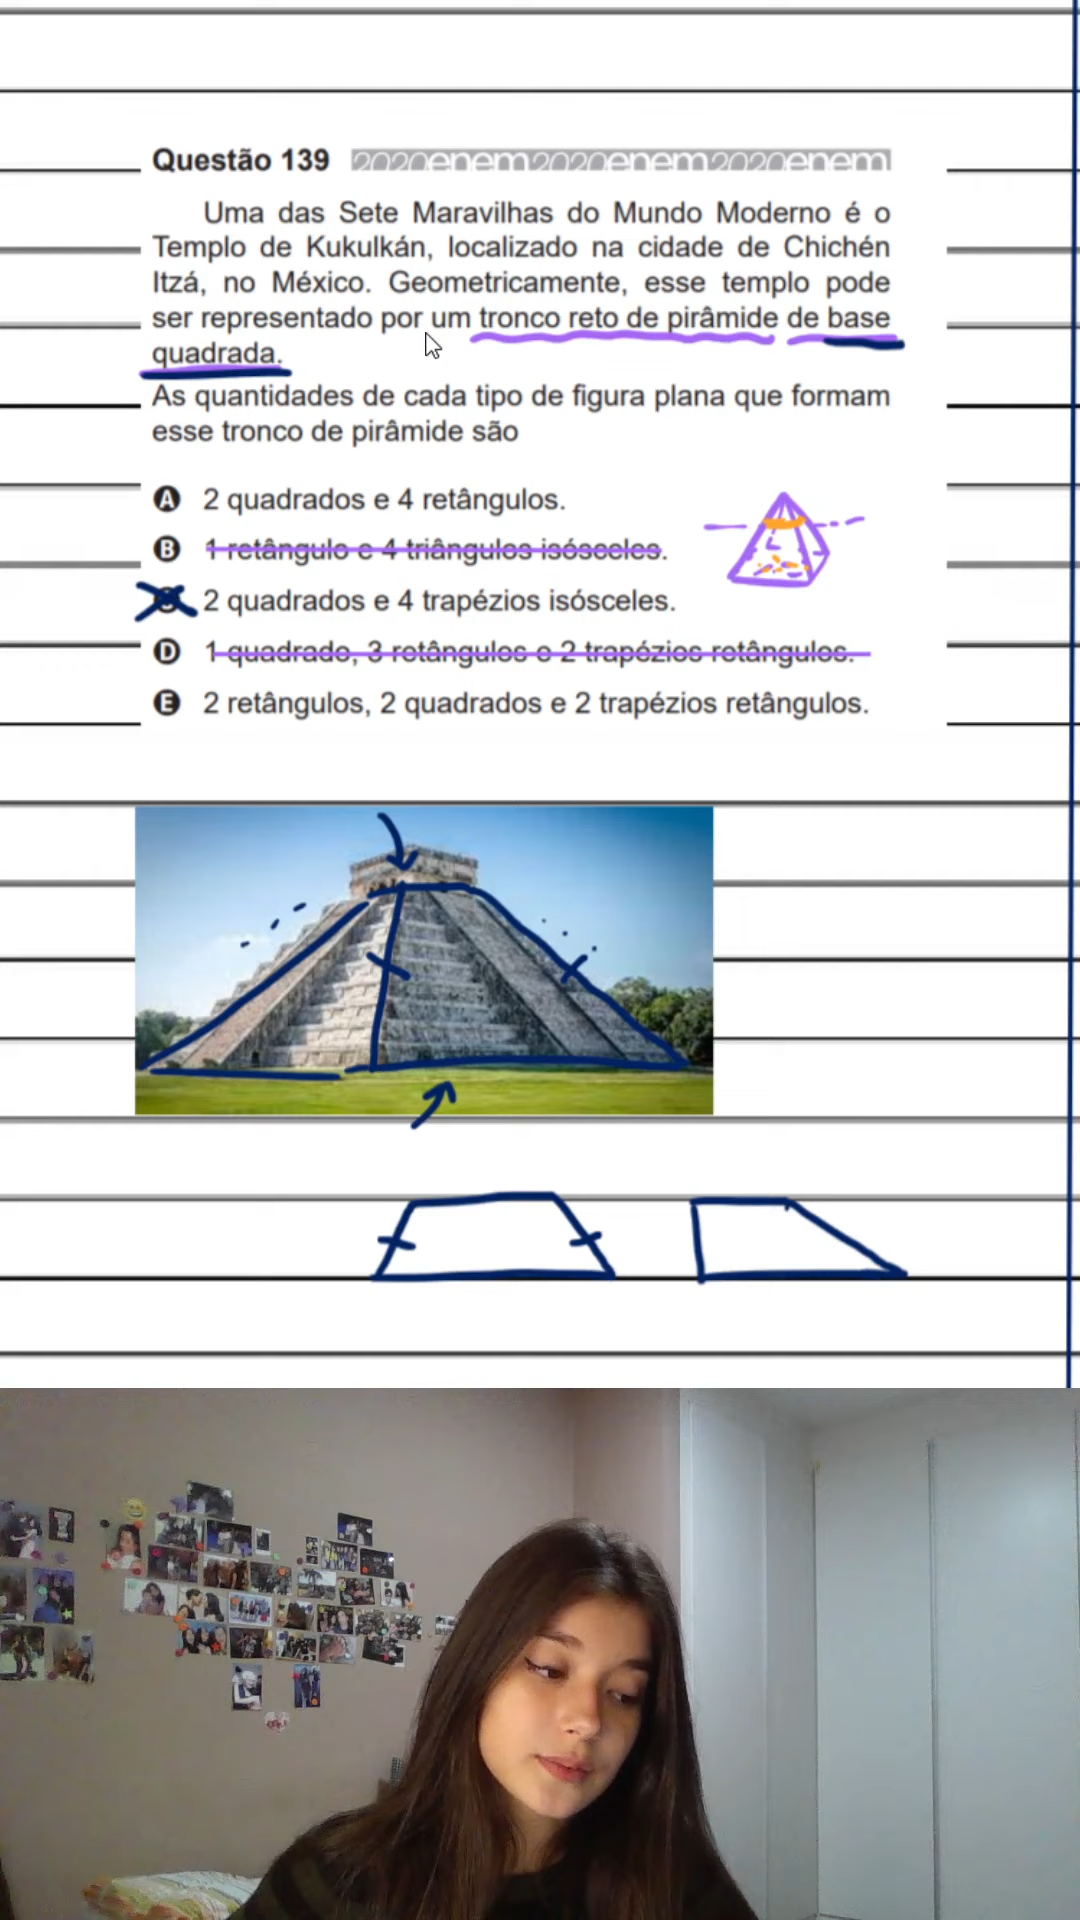 Questão 139 2020enem2020enem2020enem
Uma das Sete Maravilhas do Mundo Moderno é o
Templo de Kukulkán, localizado na cidade de Chichén
Itzá, no México. Geometricamente, esse templo pode
ser representado por um tronco reto de pirâmide de base
quadrada.
As quantidades de cada tipo de figura plana que formam
esse tronco de pirâmide são
A 2 quadrados e 4 retângulos.
B 1 retângulo e 4 triângulos isósceles.
C 2 quadrados e 4 trapézios isósceles.
D 1 quadrado, 3 retângulos e 2 trapézios retângulos.
E 2 retângulos, 2 quadrados e 2 trapézios retângulos.